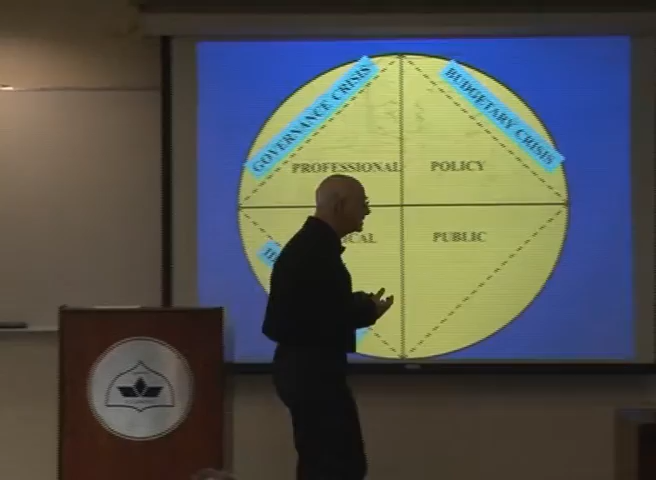 GOVERNANCE CRISIS
BUDGETARY CRISIS
PROFESSIONAL
POLICY
PUBLIC